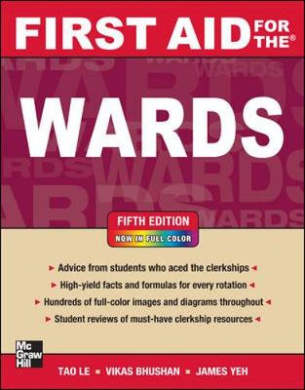 FIRST AID FOR THE®
WARDS
FIFTH EDITION
NOW IN FULL COLOR
▶ Advice from students who aced the clerkships ◀
▶ High-yield facts and formulas for every rotation ◀
▶ Hundreds of full-color images and diagrams throughout ◀
▶ Student reviews of must-have clerkship resources ◀
Mc
Graw
Hill
TAO LE • VIKAS BHUSHAN • JAMES YEH